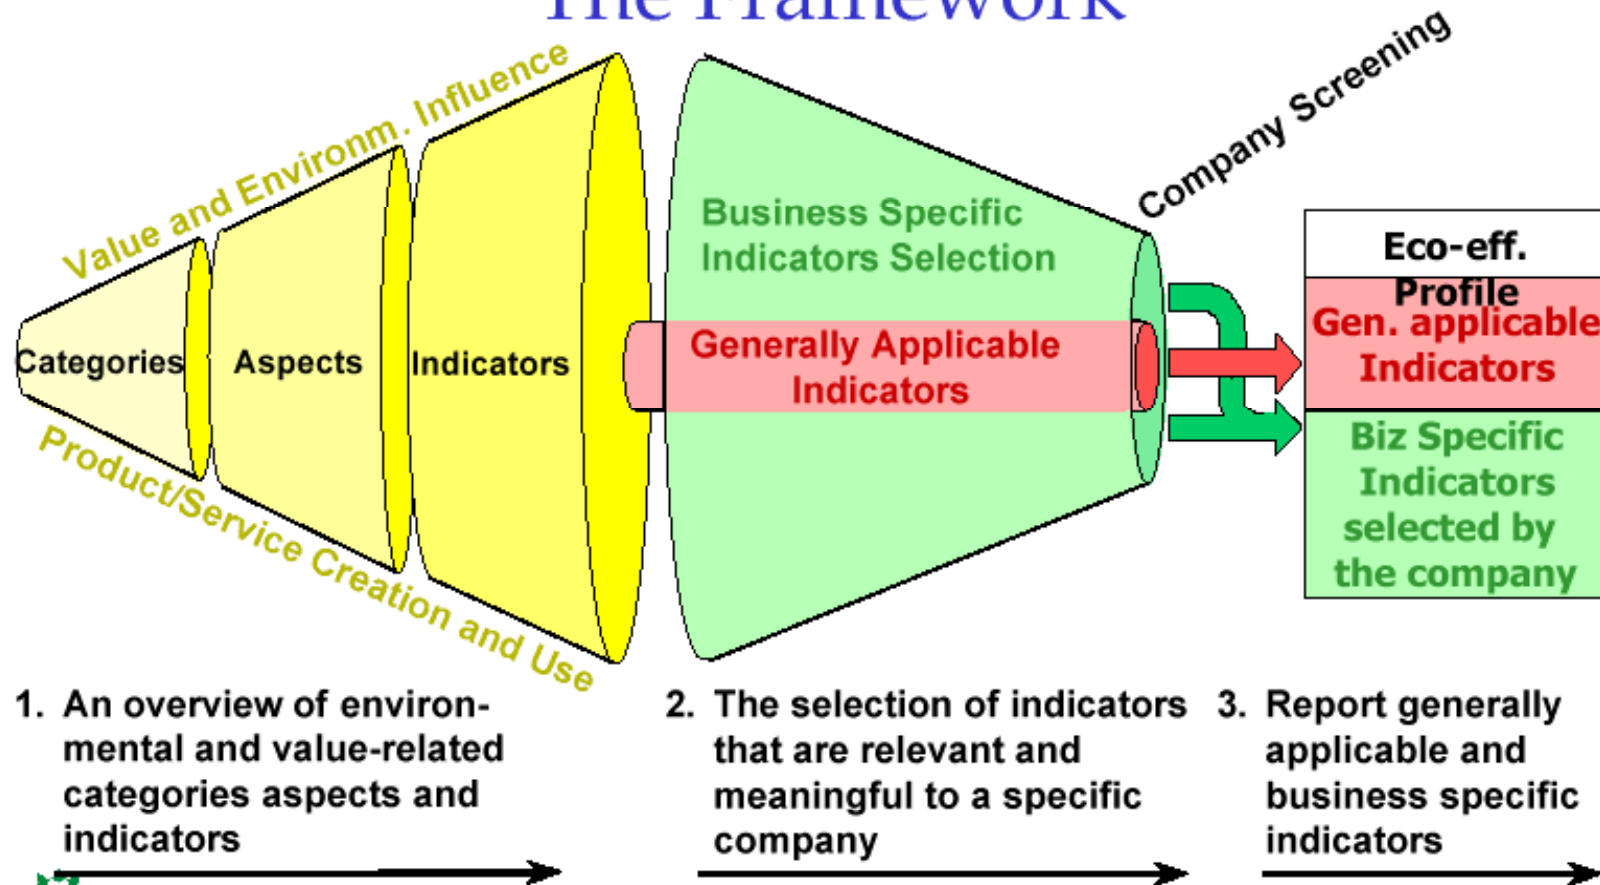 The Framework
Value and Environm. Influence
Company Screening
Business Specific
Indicators Selection
Categories
Aspects
Indicators
Generally Applicable
Indicators
Product/Service Creation and Use
Eco-eff.
Profile
Gen. applicable
Indicators
Biz Specific
Indicators
selected by
the company
1. An overview of environ-
mental and value-related
categories aspects and
indicators
2. The selection of indicators
that are relevant and
meaningful to a specific
company
3. Report generally
applicable and
business specific
indicators